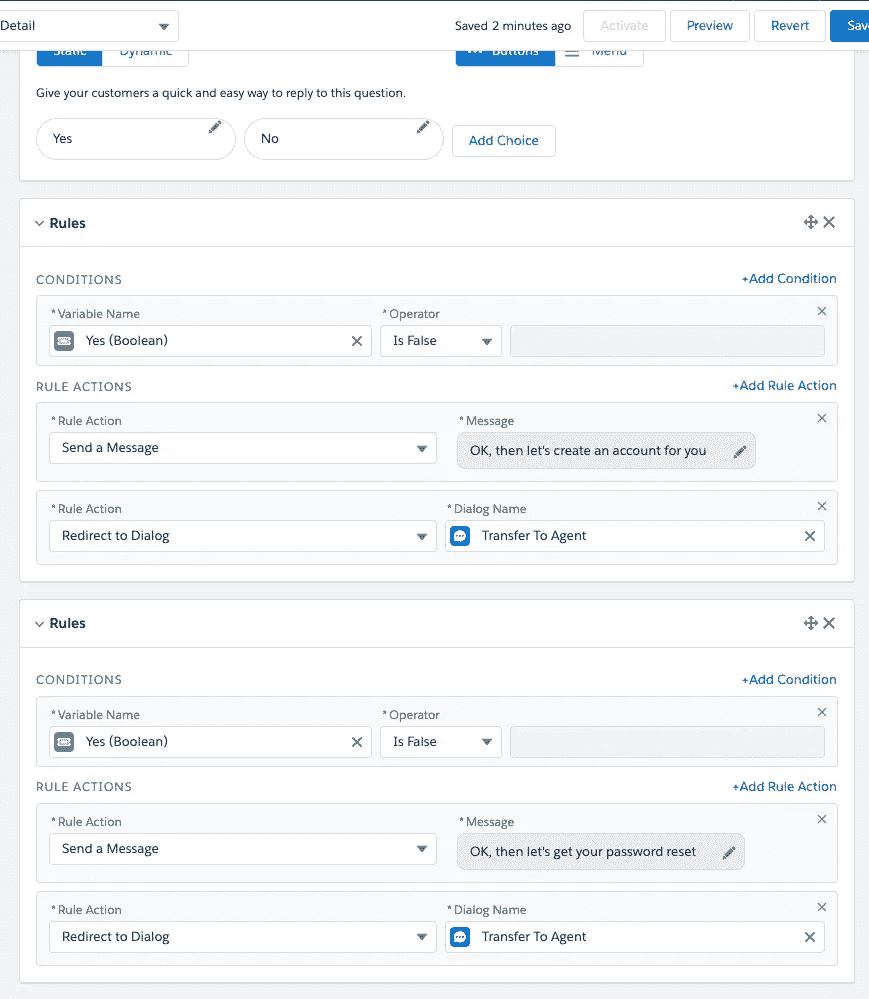 Detail Saved 2 minutes ago Activate Preview Revert Sav
Static Dynamic Buttons Menu
Give your customers a quick and easy way to reply to this question.
Yes No Add Choice
Rules
CONDITIONS +Add Condition
* Variable Name * Operator
Yes (Boolean) Is False
RULE ACTIONS +Add Rule Action
* Rule Action * Message
Send a Message OK, then let's create an account for you
* Rule Action * Dialog Name
Redirect to Dialog Transfer To Agent
Rules
CONDITIONS +Add Condition
* Variable Name * Operator
Yes (Boolean) Is False
RULE ACTIONS +Add Rule Action
* Rule Action * Message
Send a Message OK, then let's get your password reset
* Rule Action * Dialog Name
Redirect to Dialog Transfer To Agent